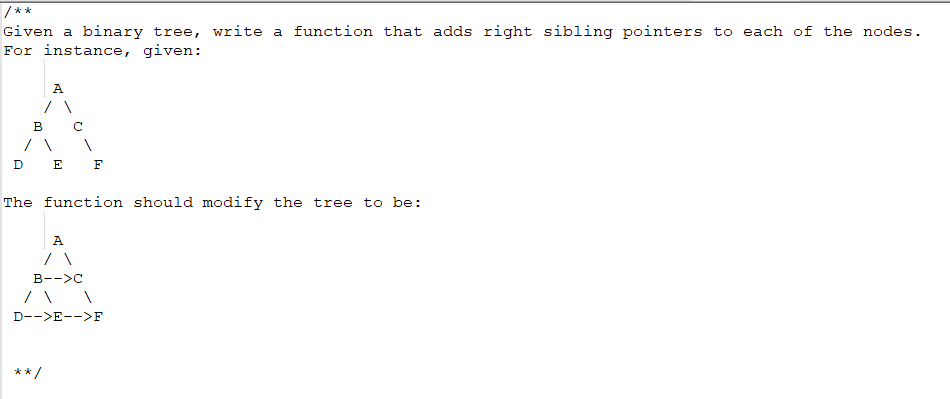 /**
Given a binary tree, write a function that adds right sibling pointers to each of the nodes.
For instance, given:
     A
    / \
   B   C
  / \   \
 D   E   F
The function should modify the tree to be:
     A
    / \
   B-->C
  / \   \
 D-->E-->F
 **/